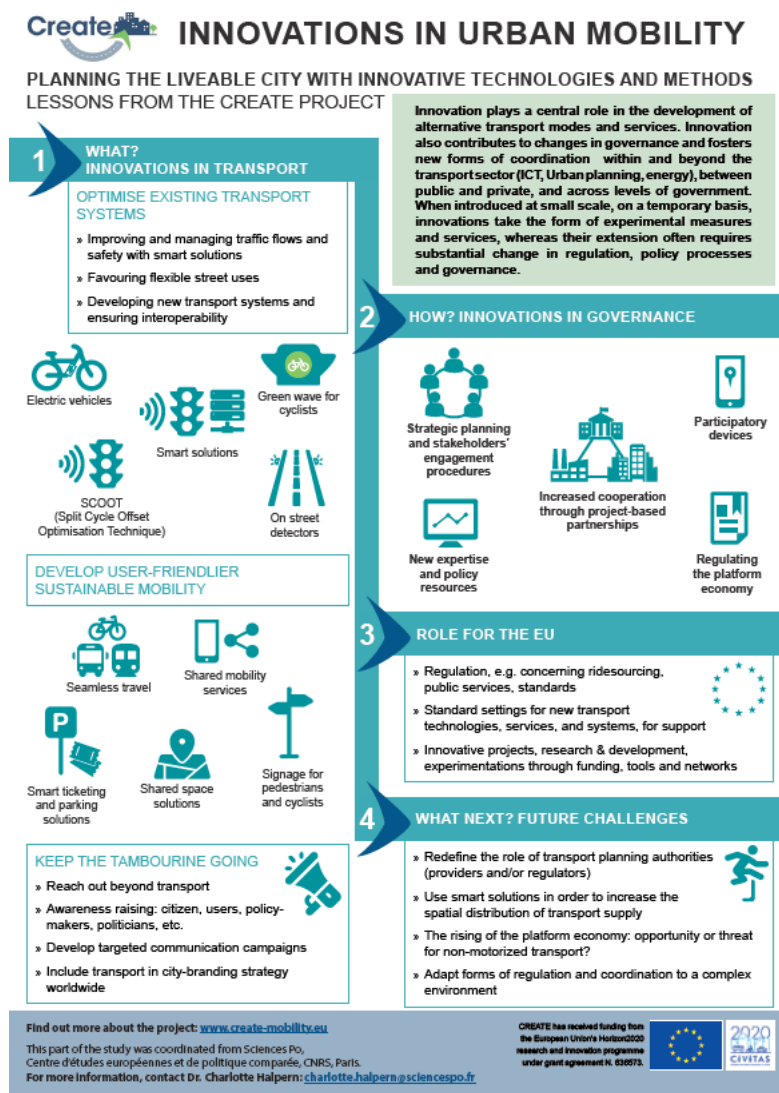 Create
INNOVATIONS IN URBAN MOBILITY
PLANNING THE LIVEABLE CITY WITH INNOVATIVE TECHNOLOGIES AND METHODS
LESSONS FROM THE CREATE PROJECT
Innovation plays a central role in the development of
alternative transport modes and services. Innovation
also contributes to changes in governance and fosters
new forms of coordination within and beyond the
transport sector (ICT, Urban planning, energy), between
public and private, and across levels of government.
When introduced at small scale, on a temporary basis,
innovations take the form of experimental measures
and services, whereas their extension often requires
substantial change in regulation, policy processes
and governance.
1
WHAT?
INNOVATIONS IN TRANSPORT
OPTIMISE EXISTING TRANSPORT
SYSTEMS
» Improving and managing traffic flows and
safety with smart solutions
» Favouring flexible street uses
» Developing new transport systems and
ensuring interoperability
Electric vehicles
Smart solutions
Green wave for
cyclists
SCOOT
(Split Cycle Offset
Optimisation Technique)
On street
detectors
DEVELOP USER-FRIENDLIER
SUSTAINABLE MOBILITY
Seamless travel
Shared mobility
services
P
Smart ticketing
and parking
solutions
Shared space
solutions
Signage for
pedestrians
and cyclists
KEEP THE TAMBOURINE GOING
» Reach out beyond transport
» Awareness raising: citizen, users, policy-
makers, politicians, etc.
» Develop targeted communication campaigns
» Include transport in city-branding strategy
worldwide
2
HOW? INNOVATIONS IN GOVERNANCE
Strategic planning
and stakeholders'
engagement
procedures
Increased cooperation
through project-based
partnerships
Participatory
devices
New expertise
and policy
resources
Regulating
the platform
economy
3
ROLE FOR THE EU
» Regulation, e.g. concerning ridesourcing,
public services, standards
» Standard settings for new transport
technologies, services, and systems, for support
» Innovative projects, research & development,
experimentations through funding, tools and networks
4
WHAT NEXT? FUTURE CHALLENGES
» Redefine the role of transport planning authorities
(providers and/or regulators)
» Use smart solutions in order to increase the
spatial distribution of transport supply
» The rising of the platform economy: opportunity or threat
for non-motorized transport?
» Adapt forms of regulation and coordination to a complex
environment
Find out more about the project: www.create-mobility.eu
This part of the study was coordinated from Sciences Po,
Centre d'études européennes et de politique comparée, CNRS, Paris.
For more information, contact Dr. Charlotte Halpern: charlotte.halpern@sciencespo.fr
CREATE has received funding from
the European Union's Horizon2020
research and innovation programme
under grant agreement N. 636573.
2020
CIVITAS